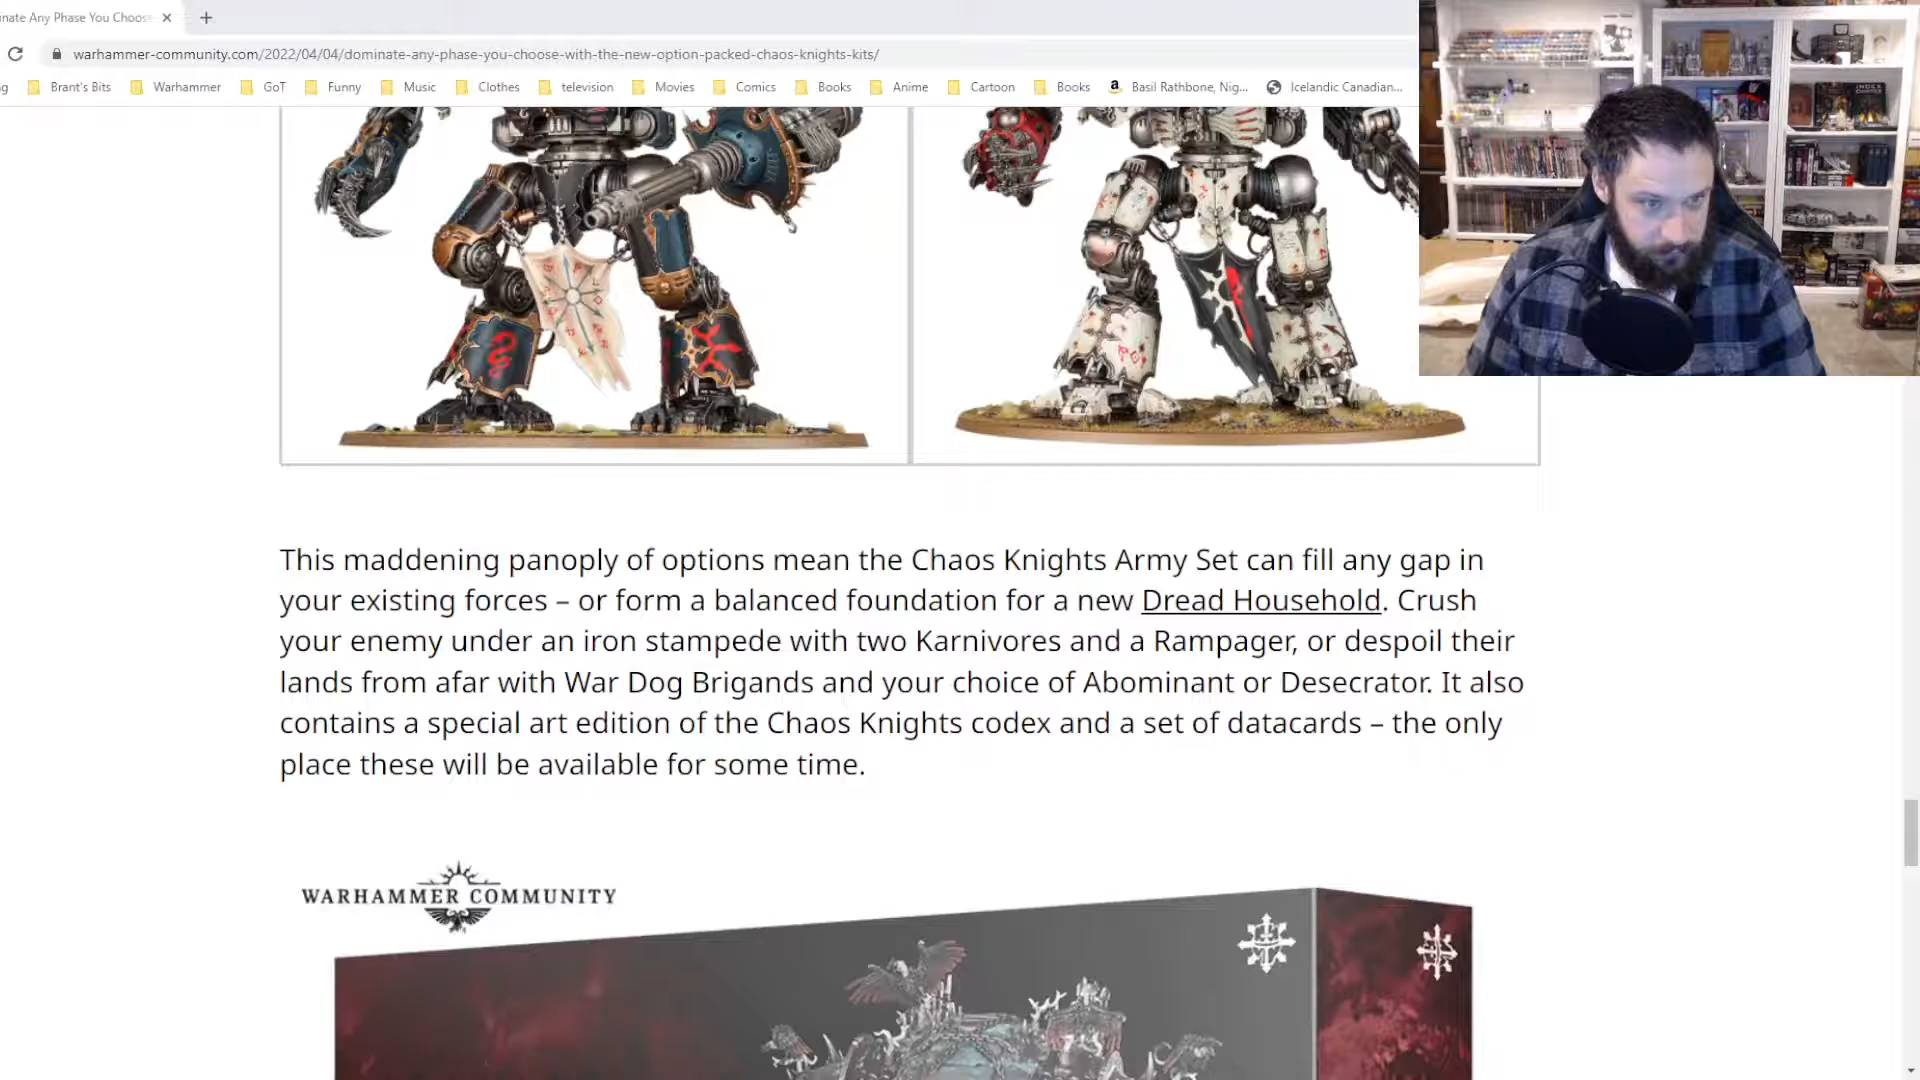 nate Any Phase You Choos
warhammer-community.com/2022/04/04/dominate-any-phase-you-choose-with-the-new-option-packed-chaos-knights-kits/
g Brant's Bits Warhammer GoT Funny Music Clothes television Movies Comics Books Anime Cartoon Books Basil Rathbone, Nig... Icelandic Canadian...
This maddening panoply of options mean the Chaos Knights Army Set can fill any gap in
your existing forces – or form a balanced foundation for a new Dread Household. Crush
your enemy under an iron stampede with two Karnivores and a Rampager, or despoil their
lands from afar with War Dog Brigands and your choice of Abominant or Desecrator. It also
contains a special art edition of the Chaos Knights codex and a set of datacards – the only
place these will be available for some time.
WARHAMMER COMMUNITY
INDEX